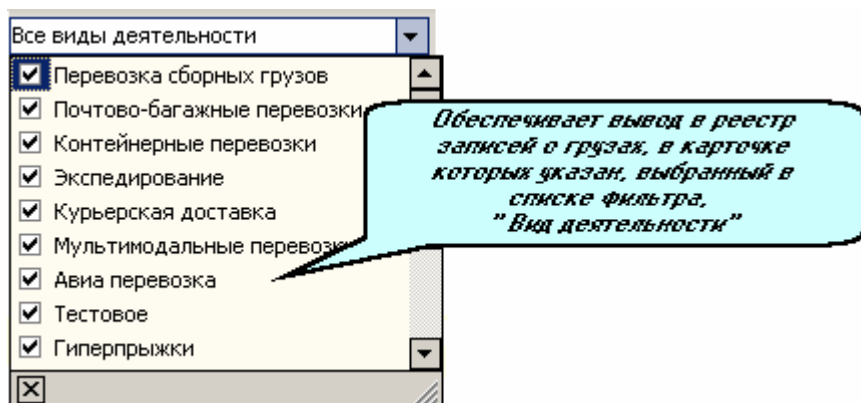 Все виды деятельности
Перевозка сборных грузов
Почтово-багажные перевозки
Контейнерные перевозки
Экспедирование
Курьерская доставка
Мультимодальные перевозки
Авиа перевозка
Тестовое
Гиперпрыжки
Обеспечивает вывод в реестр
записей о грузах, в карточке
которых указан, выбранный в
списке фильтра,
"Вид деятельности"